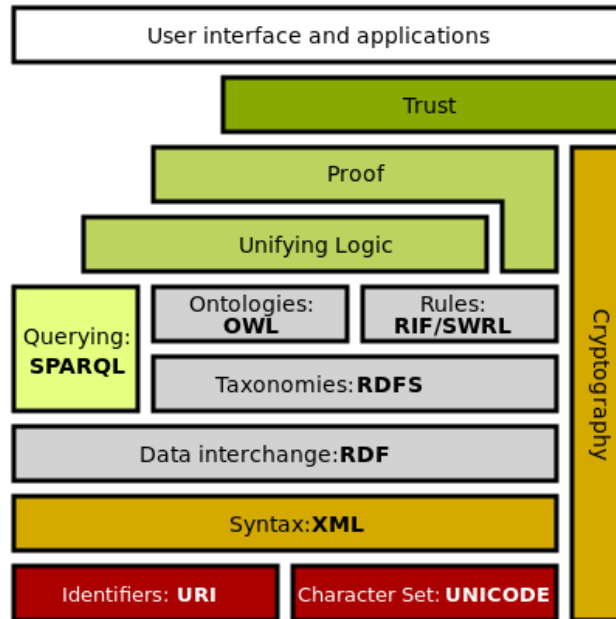 User interface and applications
Trust
Proof
Unifying Logic
Ontologies:
OWL
Rules:
RIF/SWRL
Querying:
SPARQL
Taxonomies: RDFS
Data interchange: RDF
Syntax: XML
Identifiers: URI
Character Set: UNICODE
Cryptography